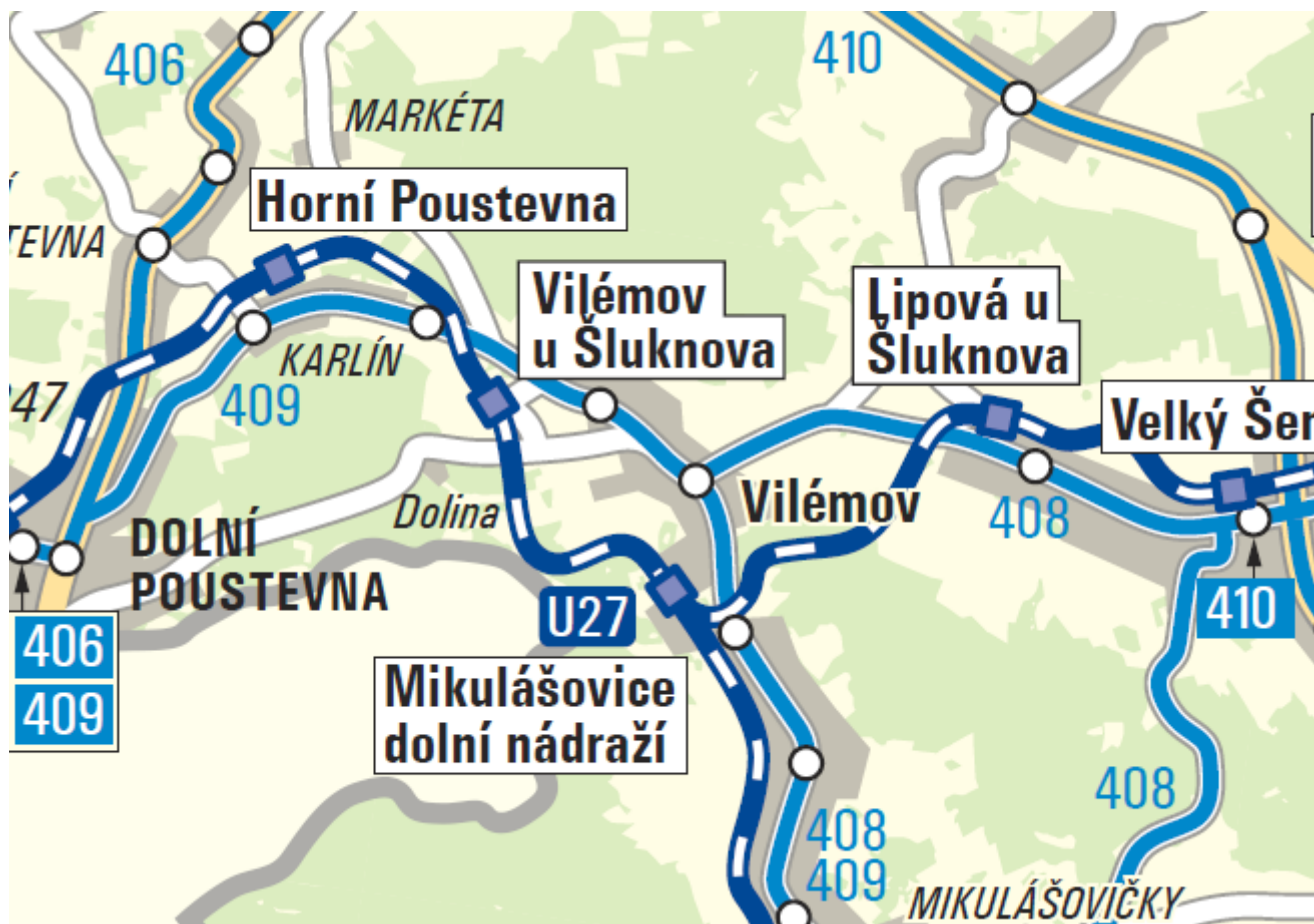 406
410
MARKÉTA
Horní Poustevna
TEVNA
Vilémov
u Šluknova
Lipová u
Šluknova
KARLÍN
409
47
Velký Šen
Dolina
Vilémov
408
DOLNÍ
POUSTEVNA
U27
410
406
409
Mikulášovice
dolní nádraží
408
408
409
MIKULÁŠOVIČKY